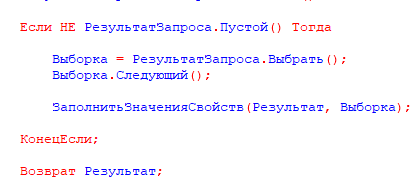 Если НЕ РезультатЗапроса.Пустой() Тогда
Выборка = РезультатЗапроса.Выбрать();
Выборка.Следующий();
ЗаполнитьЗначенияСвойств(Результат, Выборка);
КонецЕсли;
Возврат Результат;